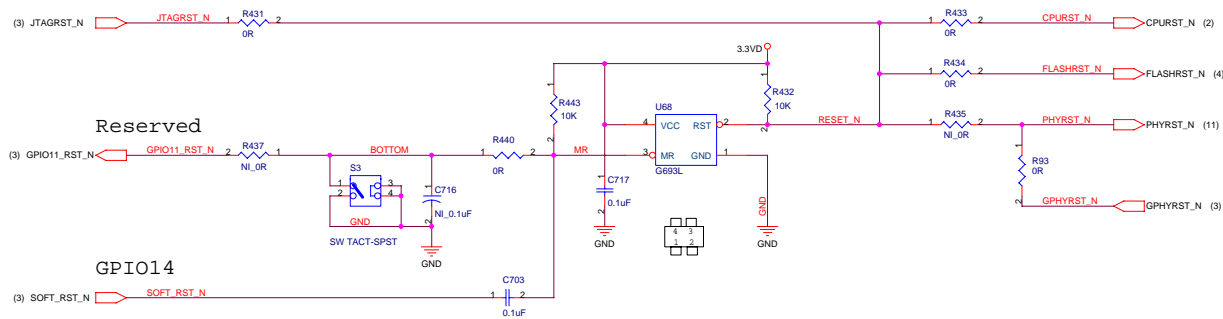 (3) JTAGRST_N JTAGRST_N 1 R431 2 0R
1 R433 2 0R CPURST_N CPURST_N (2)
3.3VD
1 R434 2 0R FLASHRST_N FLASHRST_N (4)
1 R443 10K 2
1 R432 10K 2
U68
4 VCC RST 2 RESET_N
3 MR GND 1
G693L
1 R435 2 NI_0R PHYRST_N PHYRST_N (11)
Reserved
(3) GPIO11_RST_N GPIO11_RST_N 2 R437 1 NI_0R
BOTTOM
1 R440 2 0R
MR
S3
1 3
2 4
GND
SW TACT-SPST
1 C716 NI_0.1uF 2
GND
1 C717 0.1uF 2
GND
4 3
1 2
GND
GND
1 R93 0R 2
GPHYRST_N GPHYRST_N (3)
GPIO14
(3) SOFT_RST_N SOFT_RST_N 1 C703 2 0.1uF